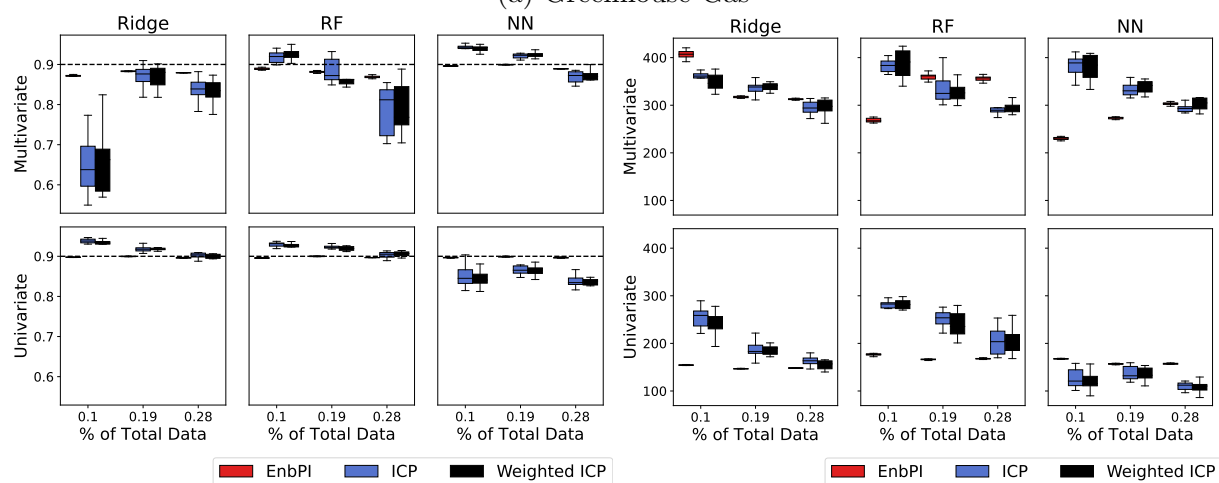 (a) Greenhouse Gas
Ridge RF NN
Multivariate
0.9
0.8
0.7
0.6
Univariate
0.9
0.8
0.7
0.6
0.1 0.19 0.28 0.1 0.19 0.28 0.1 0.19 0.28
% of Total Data % of Total Data % of Total Data
EnbPI ICP Weighted ICP
Ridge RF NN
Multivariate
400
300
200
100
Univariate
400
300
200
100
0.1 0.19 0.28 0.1 0.19 0.28 0.1 0.19 0.28
% of Total Data % of Total Data % of Total Data
EnbPI ICP Weighted ICP